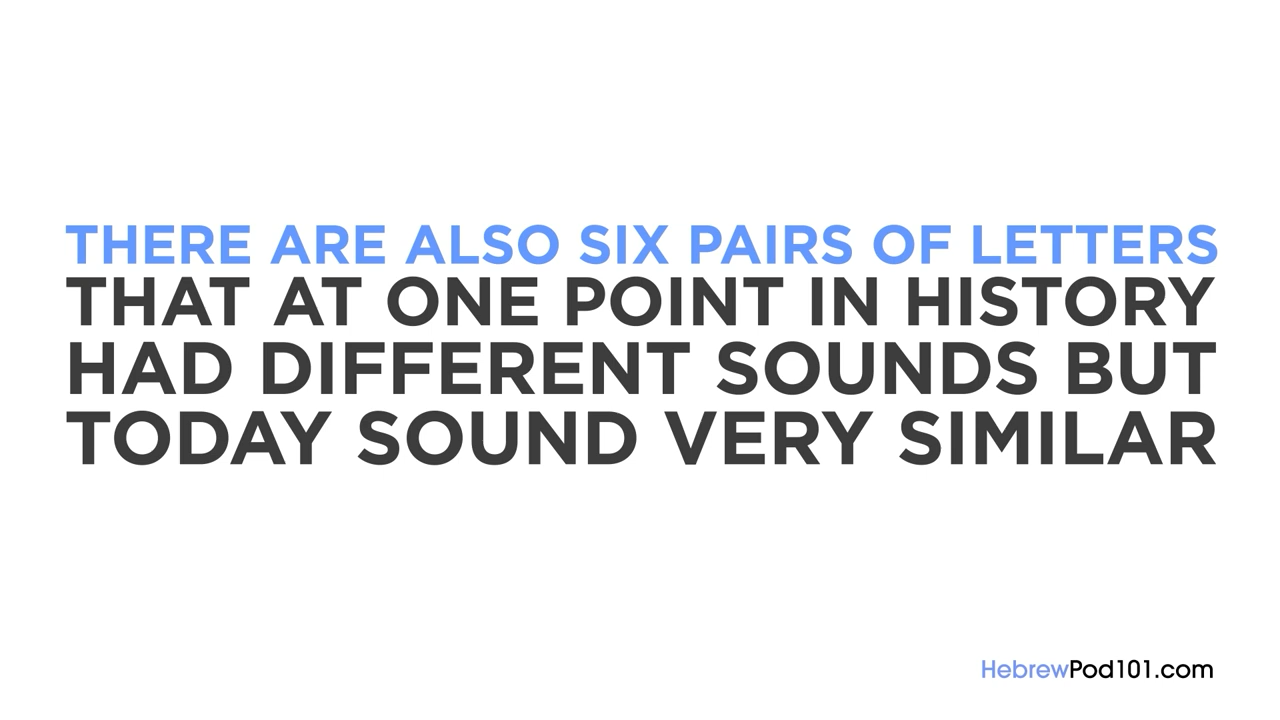 THERE ARE ALSO SIX PAIRS OF LETTERS
THAT AT ONE POINT IN HISTORY
HAD DIFFERENT SOUNDS BUT
TODAY SOUND VERY SIMILAR
HebrewPod101.com